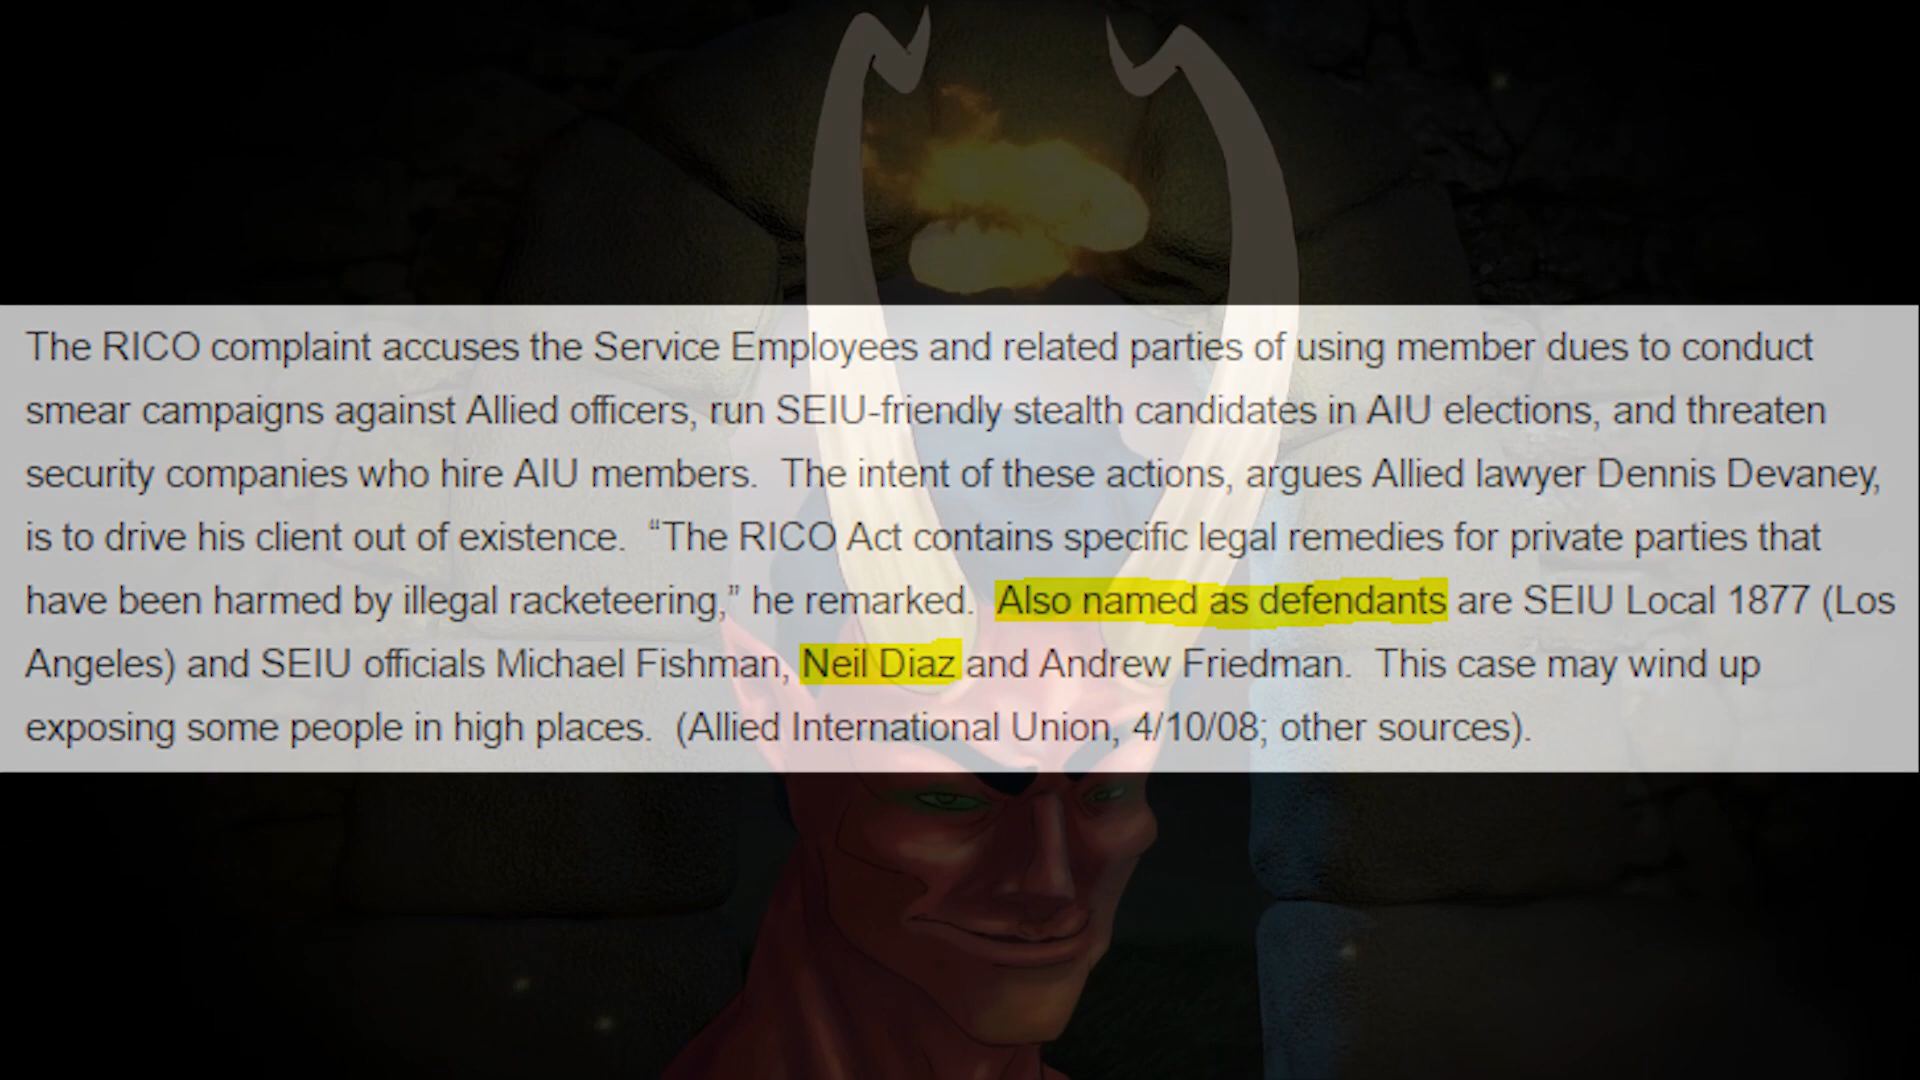 The RICO complaint accuses the Service Employees and related parties of using member dues to conduct
smear campaigns against Allied officers, run SEIU-friendly stealth candidates in AIU elections, and threaten
security companies who hire AIU members.  The intent of these actions, argues Allied lawyer Dennis Devaney,
is to drive his client out of existence.  “The RICO Act contains specific legal remedies for private parties that
have been harmed by illegal racketeering,” he remarked.  Also named as defendants are SEIU Local 1877 (Los
Angeles) and SEIU officials Michael Fishman, Neil Diaz and Andrew Friedman.  This case may wind up
exposing some people in high places.  (Allied International Union, 4/10/08; other sources).